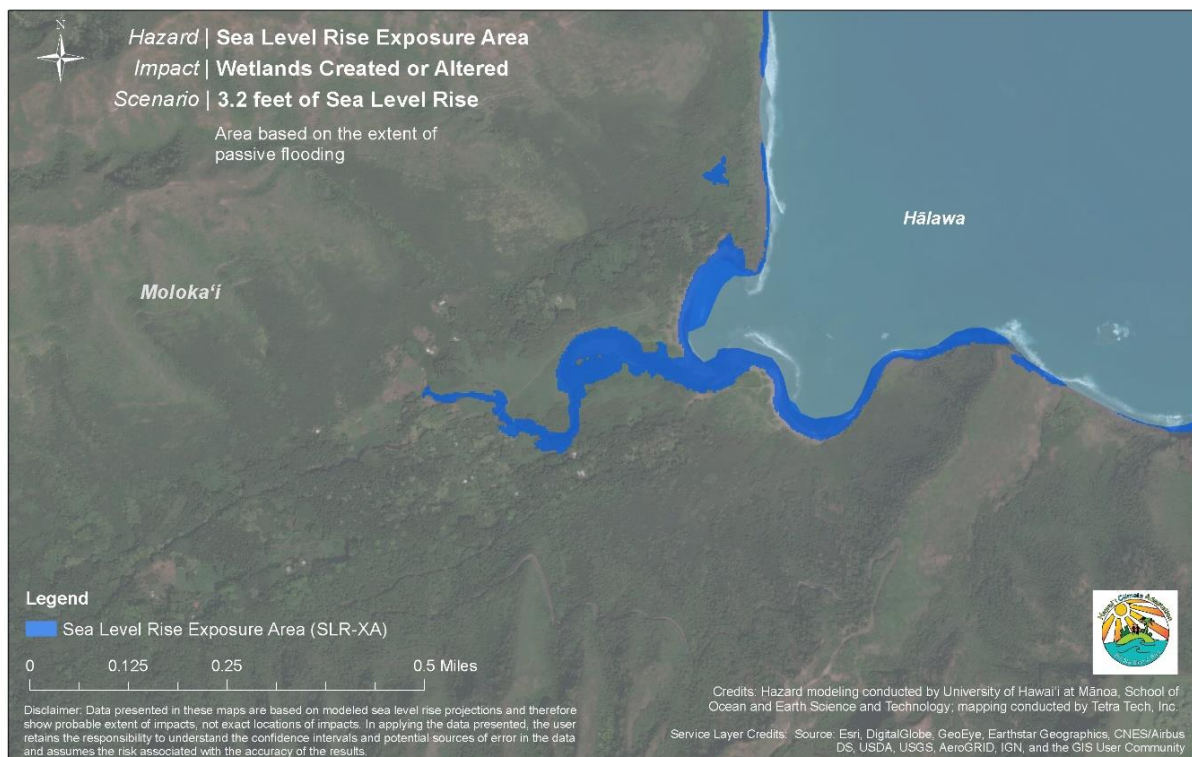 N
Hazard | Sea Level Rise Exposure Area
Impact | Wetlands Created or Altered
Scenario | 3.2 feet of Sea Level Rise
Area based on the extent of
passive flooding
Hālawa
Molokaʻi
Legend
Sea Level Rise Exposure Area (SLR-XA)
0 0.125 0.25 0.5 Miles
Disclaimer: Data presented in these maps are based on modeled sea level rise projections and therefore
show probable extent of impacts, not exact locations of impacts. In applying the data presented, the user
retains the responsibility to understand the confidence intervals and potential sources of error in the data
and assumes the risk associated with the accuracy of the results.
Hawaiʻi Climate Adaptation
Credits: Hazard modeling conducted by University of Hawaiʻi at Mānoa, School of
Ocean and Earth Science and Technology; mapping conducted by Tetra Tech, Inc.
Service Layer Credits: Source: Esri, DigitalGlobe, GeoEye, Earthstar Geographics, CNES/Airbus
DS, USDA, USGS, AeroGRID, IGN, and the GIS User Community